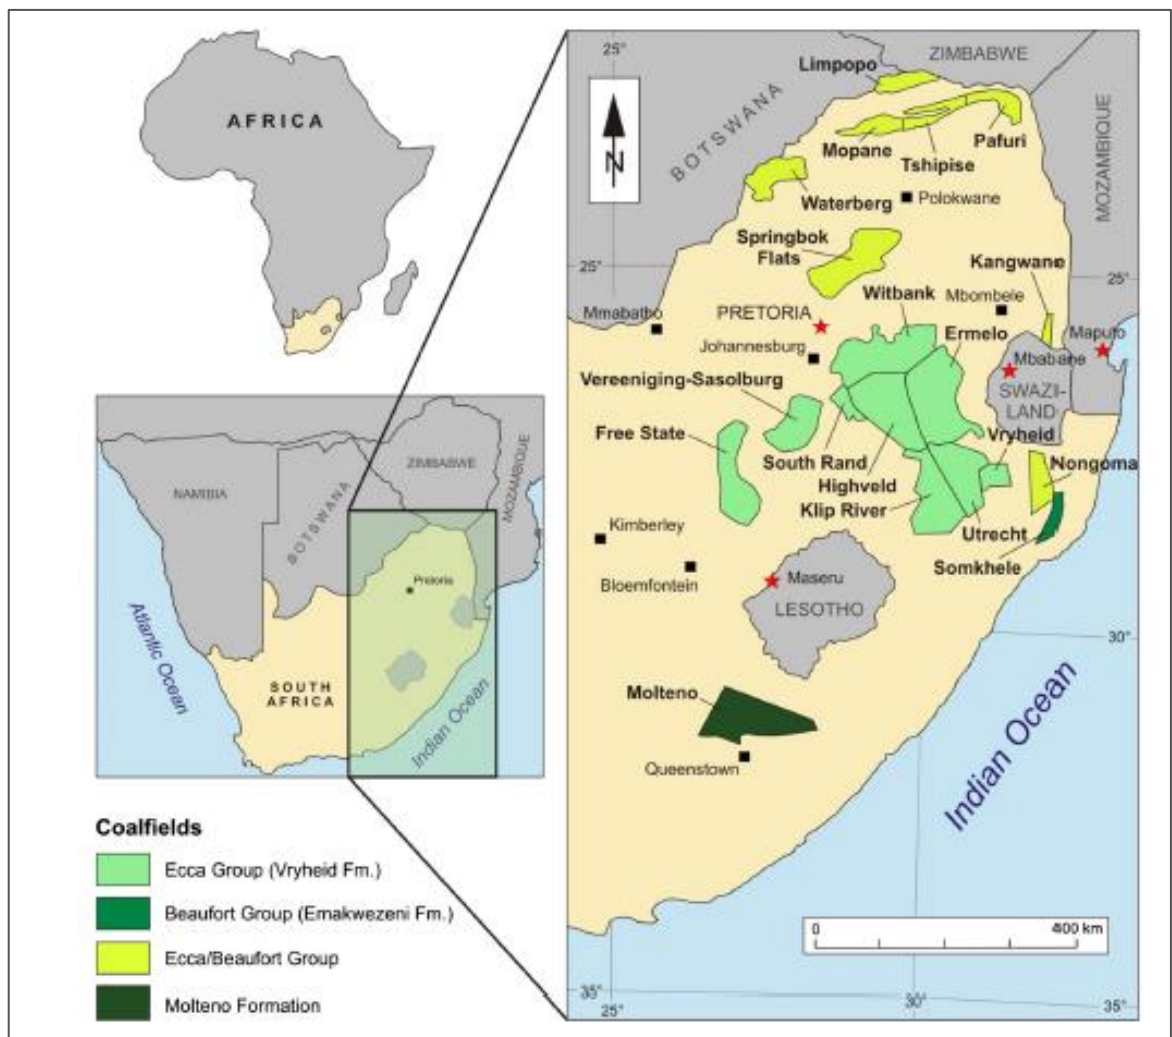 AFRICA
NAMIBIA
BOTSWANA
ZIMBABWE
MOZAMBIQUE
Pretoria
Atlantic Ocean
SOUTH
AFRICA
Indian Ocean
Coalfields
Ecca Group (Vryheid Fm.)
Beaufort Group (Emakwezeni Fm.)
Ecca/Beaufort Group
Molteno Formation
25°
ZIMBABWE
Limpopo
N
BOTSWANA
MOZAMBIQUE
Mopane
Tshipise
Pafuri
Waterberg
Polokwane
Springbok
Flats
25°
Kangwane
25°
Witbank
Mbombele
Mmabatho
PRETORIA
Johannesburg
Ermelo
Maputo
Mbabane
SWAZI-
LAND
Vereeniging-Sasolburg
Free State
Vryheid
South Rand
Highveld
Klip River
Nongoma
Utrecht
Somkhele
Kimberley
Bloemfontein
Maseru
LESOTHO
30°
Molteno
Queenstown
Indian Ocean
0
400 km
35°
25°
30°
35°